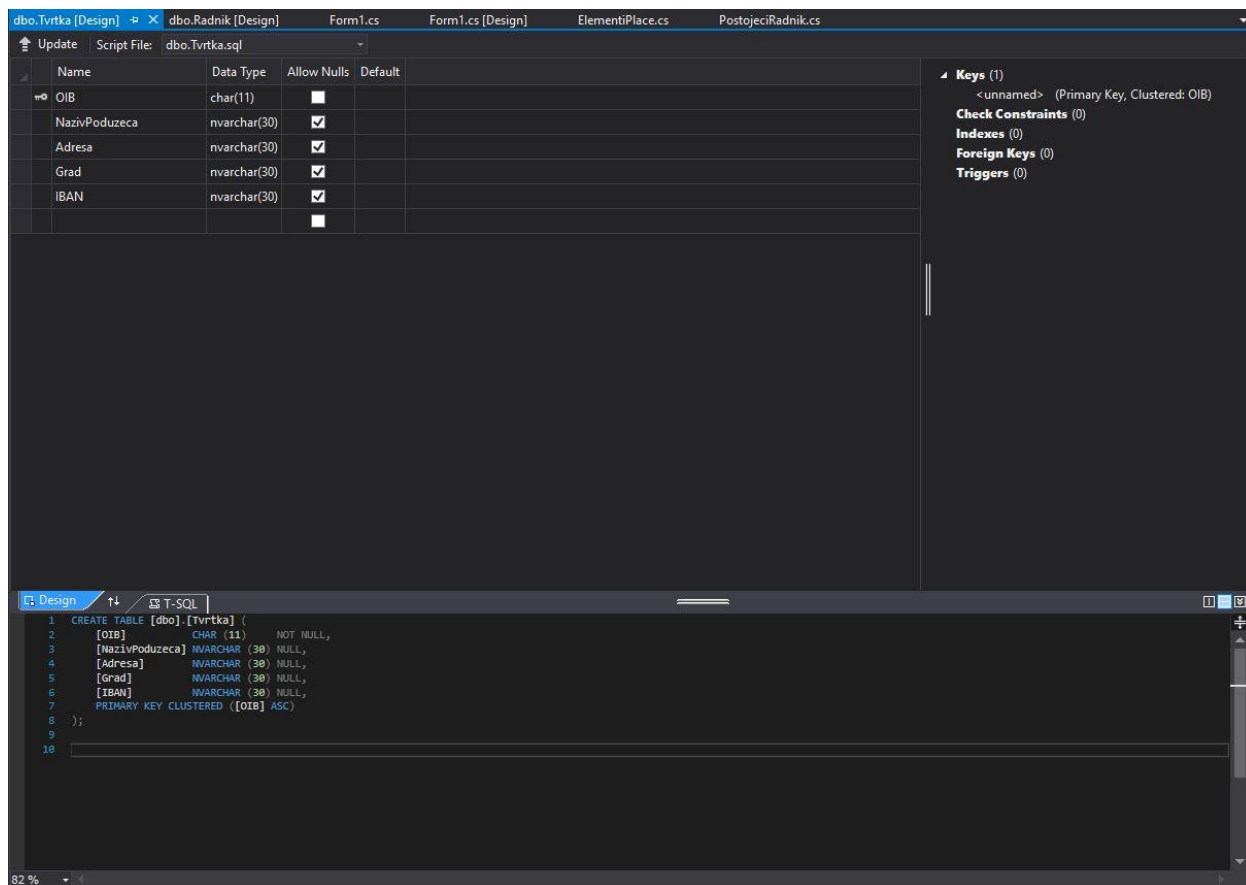 dbo.Tvrtka [Design] dbo.Radnik [Design] Form1.cs Form1.cs [Design] ElementiPlace.cs PostojeciRadnik.cs
Update Script File: dbo.Tvrtka.sql
Name Data Type Allow Nulls Default
OIB char(11)
NazivPoduzeca nvarchar(30)
Adresa nvarchar(30)
Grad nvarchar(30)
IBAN nvarchar(30)
Keys (1)
<unnamed> (Primary Key, Clustered: OIB)
Check Constraints (0)
Indexes (0)
Foreign Keys (0)
Triggers (0)
Design T-SQL
1 CREATE TABLE [dbo].[Tvrtka] (
2 [OIB] CHAR (11) NOT NULL,
3 [NazivPoduzeca] NVARCHAR (30) NULL,
4 [Adresa] NVARCHAR (30) NULL,
5 [Grad] NVARCHAR (30) NULL,
6 [IBAN] NVARCHAR (30) NULL,
7 PRIMARY KEY CLUSTERED ([OIB] ASC)
8 );
9
10
82 %